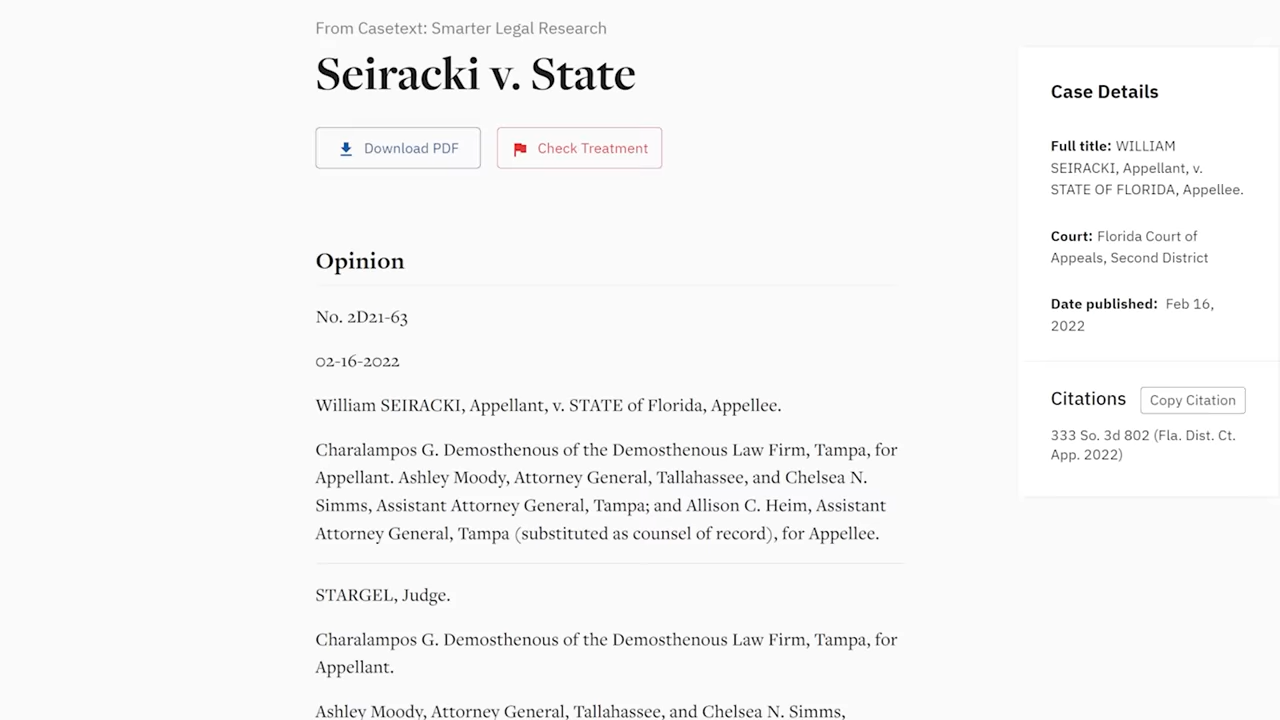 From Casetext: Smarter Legal Research
Seiracki v. State
Download PDF
Check Treatment
Opinion
No. 2D21-63
02-16-2022
William SEIRACKI, Appellant, v. STATE of Florida, Appellee.
Charalampos G. Demosthenous of the Demosthenous Law Firm, Tampa, for
Appellant. Ashley Moody, Attorney General, Tallahassee, and Chelsea N.
Simms, Assistant Attorney General, Tampa; and Allison C. Heim, Assistant
Attorney General, Tampa (substituted as counsel of record), for Appellee.
STARGEL, Judge.
Charalampos G. Demosthenous of the Demosthenous Law Firm, Tampa, for
Appellant.
Ashley Moody, Attorney General, Tallahassee, and Chelsea N. Simms,
Case Details
Full title: WILLIAM
SEIRACKI, Appellant, v.
STATE OF FLORIDA, Appellee.
Court: Florida Court of
Appeals, Second District
Date published: Feb 16,
2022
Citations
Copy Citation
333 So. 3d 802 (Fla. Dist. Ct.
App. 2022)